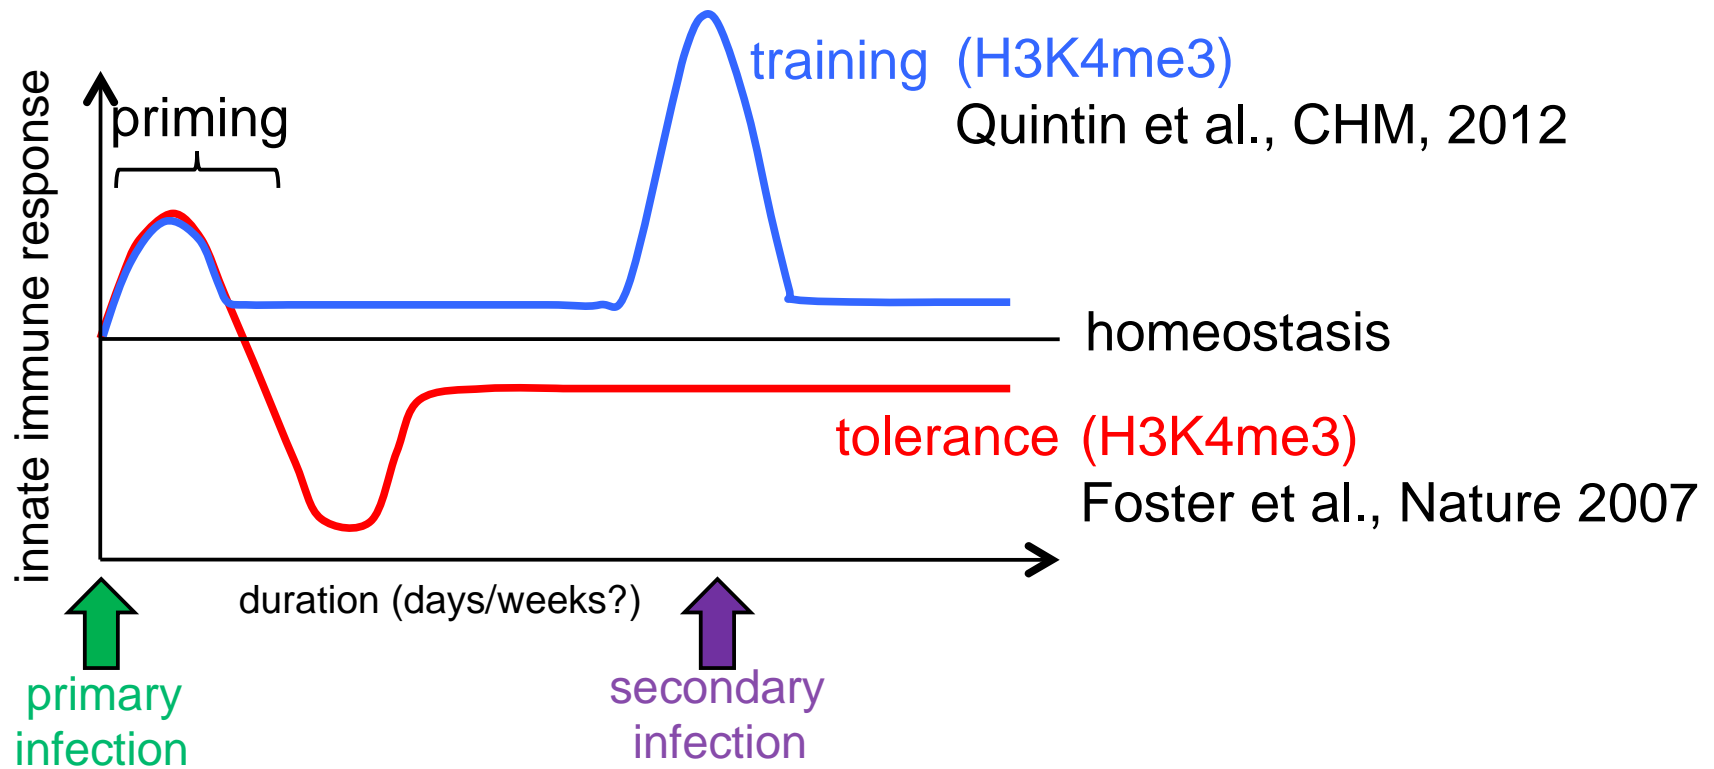 innate immune response
priming
training (H3K4me3)
Quintin et al., CHM, 2012
homeostasis
tolerance (H3K4me3)
Foster et al., Nature 2007
duration (days/weeks?)
primary
infection
secondary
infection